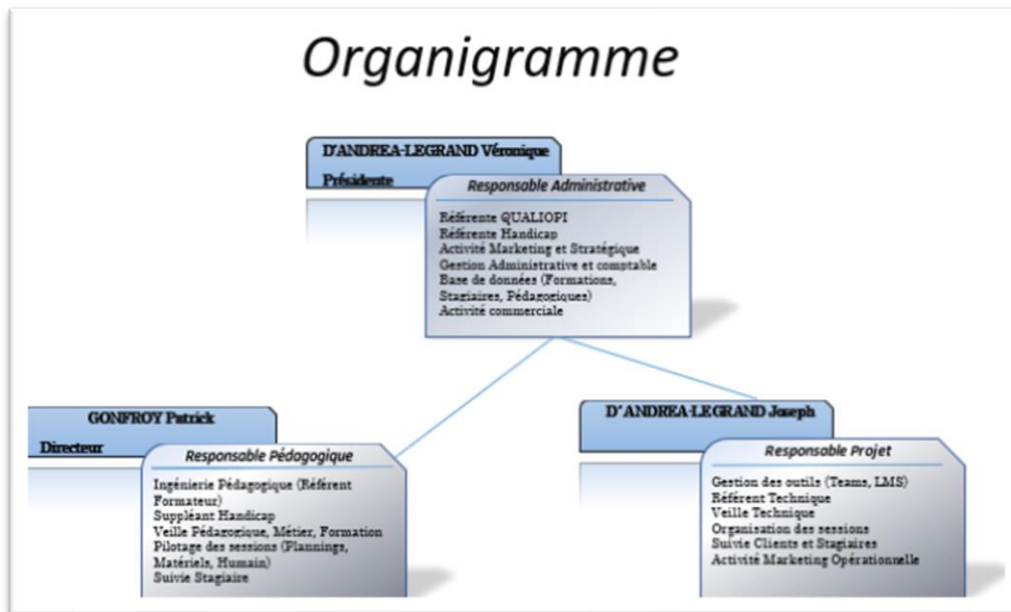 Organigramme
D'ANDREA-LEGRAND Véronique
Présidente
Responsable Administrative
Référente QUALIOPI
Référente Handicap
Activité Marketing et Stratégique
Gestion Administrative et comptable
Base de données (Formations,
Stagiaires, Pédagogiques)
Activité commerciale
GONFROY Patrick
Directeur
Responsable Pédagogique
Ingénierie Pédagogique (Référent
Formateur)
Suppléant Handicap
Veille Pédagogique, Métier, Formation
Pilotage des sessions (Plannings,
Matériels, Humain)
Suivie Stagiaire
D'ANDREA-LEGRAND Joseph
Responsable Projet
Gestion des outils (Teams, LMS)
Référent Technique
Veille Technique
Organisation des sessions
Suivie Clients et Stagiaires
Activité Marketing Opérationnelle